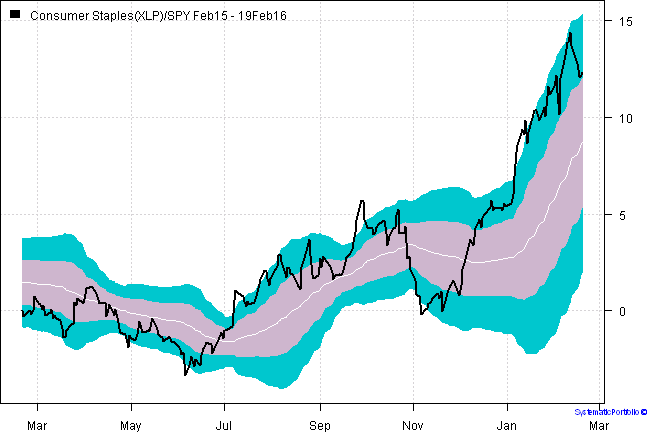 Consumer Staples(XLP)/SPY Feb15 - 19Feb16
15
10
5
0
Mar May Jul Sep Nov Jan Mar
SystematicPortfolio ©